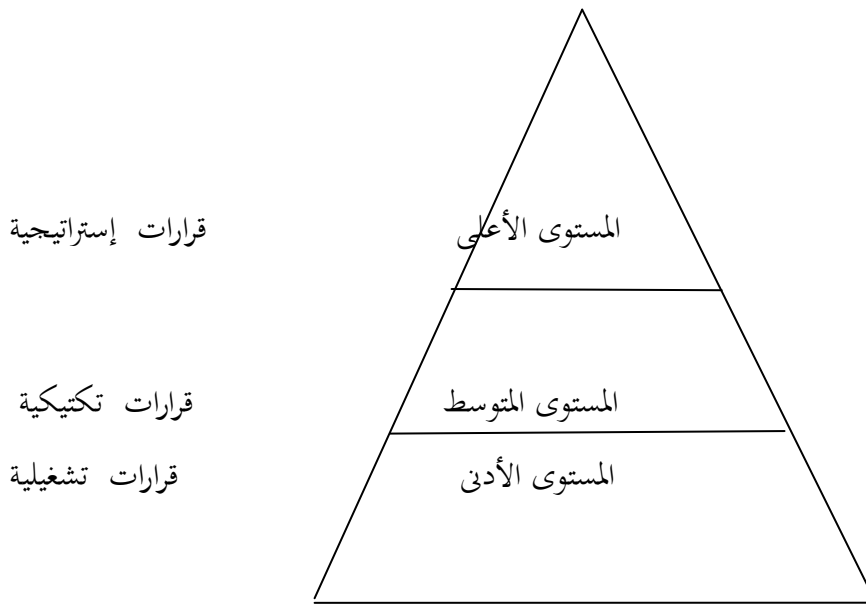 المستوى الأعلى قرارات إستراتيجية
المستوى المتوسط قرارات تكتيكية
المستوى الأدنى قرارات تشغيلية